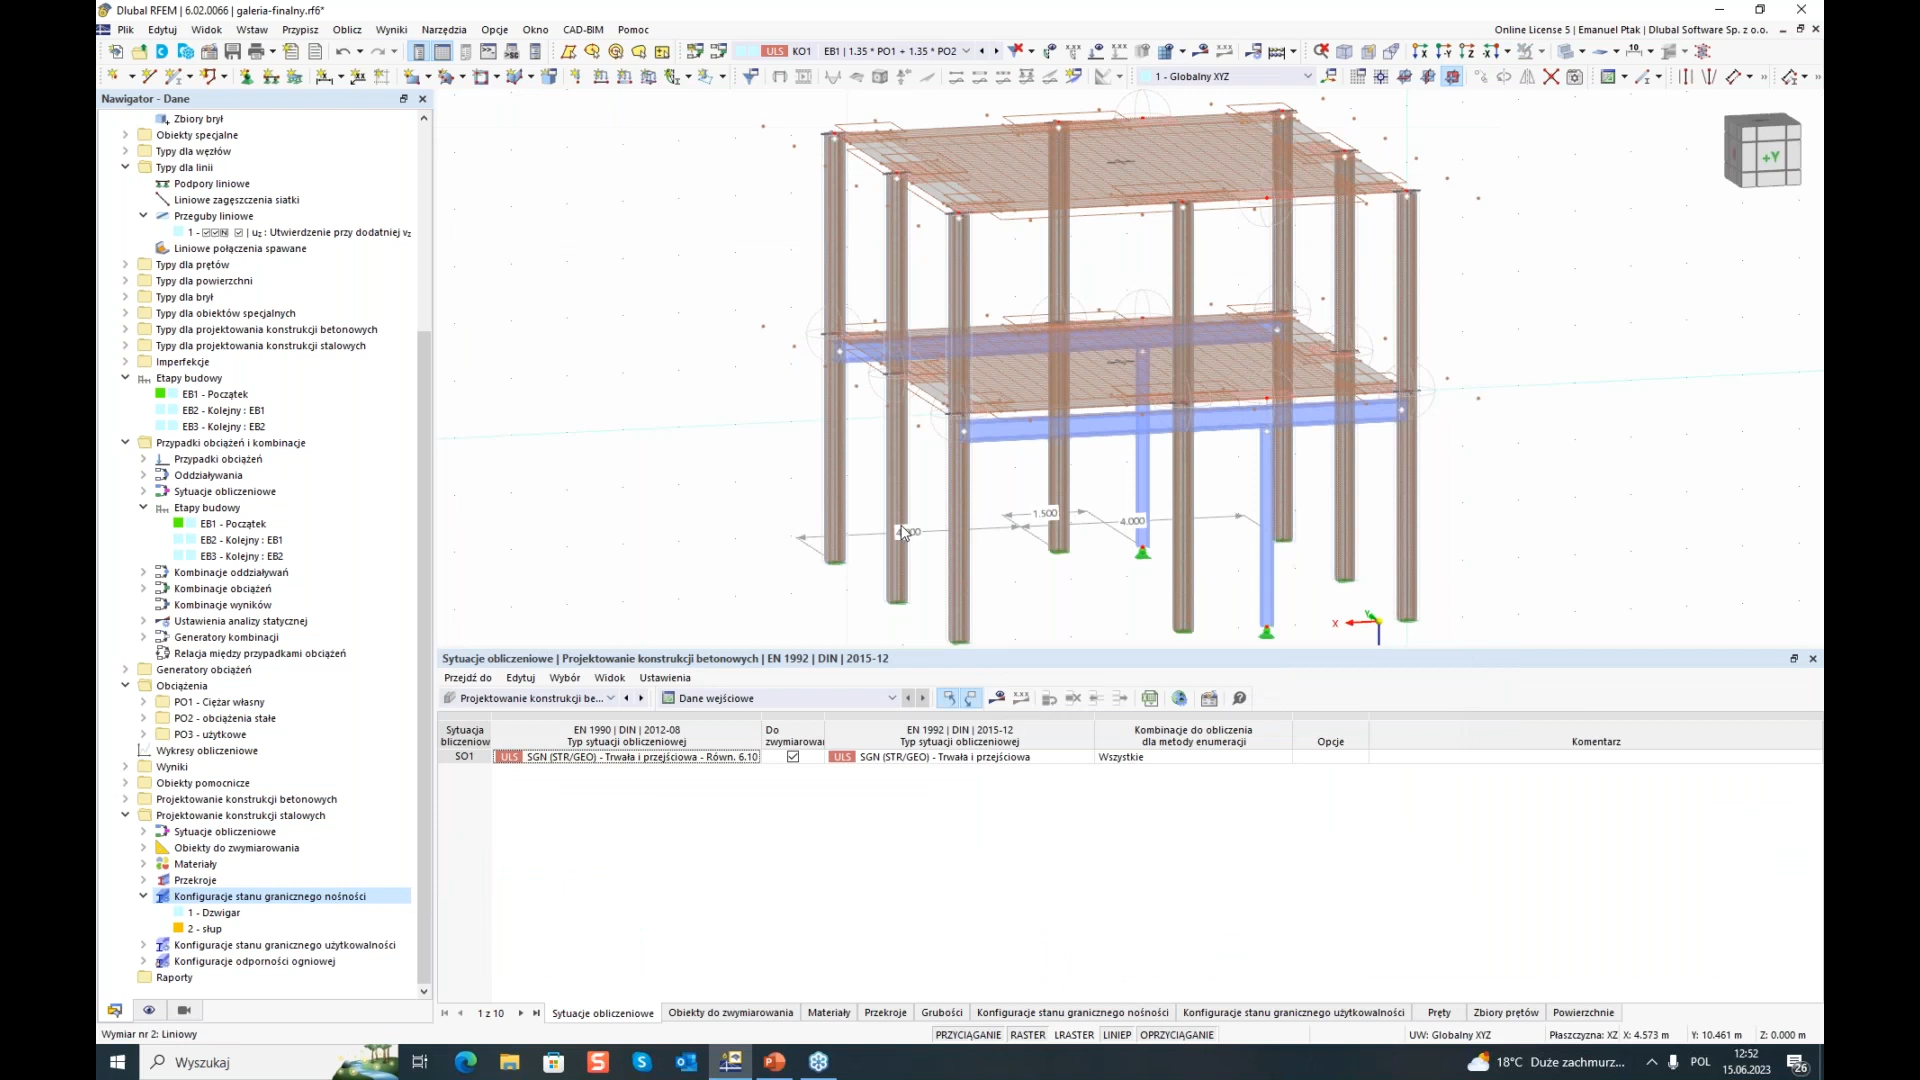 Dlubal RFEM | 6.02.0066 | galeria-finalny.rf6*
Plik Edytuj Widok Wstaw Przypisz Oblicz Wyniki Narzędzia Opcje Okno CAD-BIM Pomoc
Online License 5 | Emanuel Ptak | Dlubal Software Sp. z o.o.
ULS KO1 EB1 | 1.35 * PO1 + 1.35 * PO2
1 - Globalny XYZ
Nawigator - Dane
Zbiory brył
Obiekty specjalne
Typy dla węzłów
Typy dla linii
Podpory liniowe
Liniowe zagęszczenia siatki
Przeguby liniowe
Liniowe połączenia spawane
Typy dla prętów
Typy dla powierzchni
Typy dla brył
Typy dla obiektów specjalnych
Typy dla projektowania konstrukcji betonowych
Typy dla projektowania konstrukcji stalowych
Imperfekcje
Etapy budowy
EB1 - Początek
EB2 - Kolejny : EB1
EB3 - Kolejny : EB2
Przypadki obciążeń i kombinacje
Przypadki obciążeń
Oddziaływania
Sytuacje obliczeniowe
Etapy budowy
EB1 - Początek
EB2 - Kolejny : EB1
EB3 - Kolejny : EB2
Kombinacje oddziaływań
Kombinacje obciążeń
Kombinacje wyników
Ustawienia analizy statycznej
Generatory kombinacji
Relacja między przypadkami obciążeń
Generatory obciążeń
Obciążenia
PO1 - Ciężar własny
PO2 - obciążenia stałe
PO3 - użytkowe
Wykresy obliczeniowe
Wyniki
Obiekty pomocnicze
Projektowanie konstrukcji betonowych
Projektowanie konstrukcji stalowych
Sytuacje obliczeniowe
Obiekty do zwymiarowania
Materiały
Przekroje
Konfiguracje stanu granicznego nośności
1 - Dzwigar
2 - słup
Konfiguracje stanu granicznego użytkowalności
Konfiguracje odporności ogniowej
Raporty
+Y
1.500
4.000
X
Sytuacje obliczeniowe | Projektowanie konstrukcji betonowych | EN 1992 | DIN | 2015-12
Przejdź do Edytuj Wybór Widok Ustawienia
Projektowanie konstrukcji be... Dane wejściowe
Sytuacja EN 1990 | DIN | 2012-08 Do EN 1992 | DIN | 2015-12 Kombinacje do obliczenia
bliczeniow Typ sytuacji obliczeniowej zwymiarowar Typ sytuacji obliczeniowej dla metody enumeracji Opcje Komentarz
SO1 ULS SGN (STR/GEO) - Trwała i przejściowa - Równ. 6.10 ULS SGN (STR/GEO) - Trwała i przejściowa Wszystkie
1 z 10 Sytuacje obliczeniowe Obiekty do zwymiarowania Materiały Przekroje Grubości Konfiguracje stanu granicznego nośności Konfiguracje stanu granicznego użytkowalności Pręty Zbiory prętów Powierzchnie
Wymiar nr 2: Liniowy
PRZYCIĄGANIE RASTER LRASTER LINIEP OPRZYCIĄGANIE
UW: Globalny XYZ Płaszczyzna: XZ X: 4.573 m Y: 10.461 m Z: 0.000 m
Wyszukaj
18°C Duże zachmurz... POL 12:52
15.06.2023 26